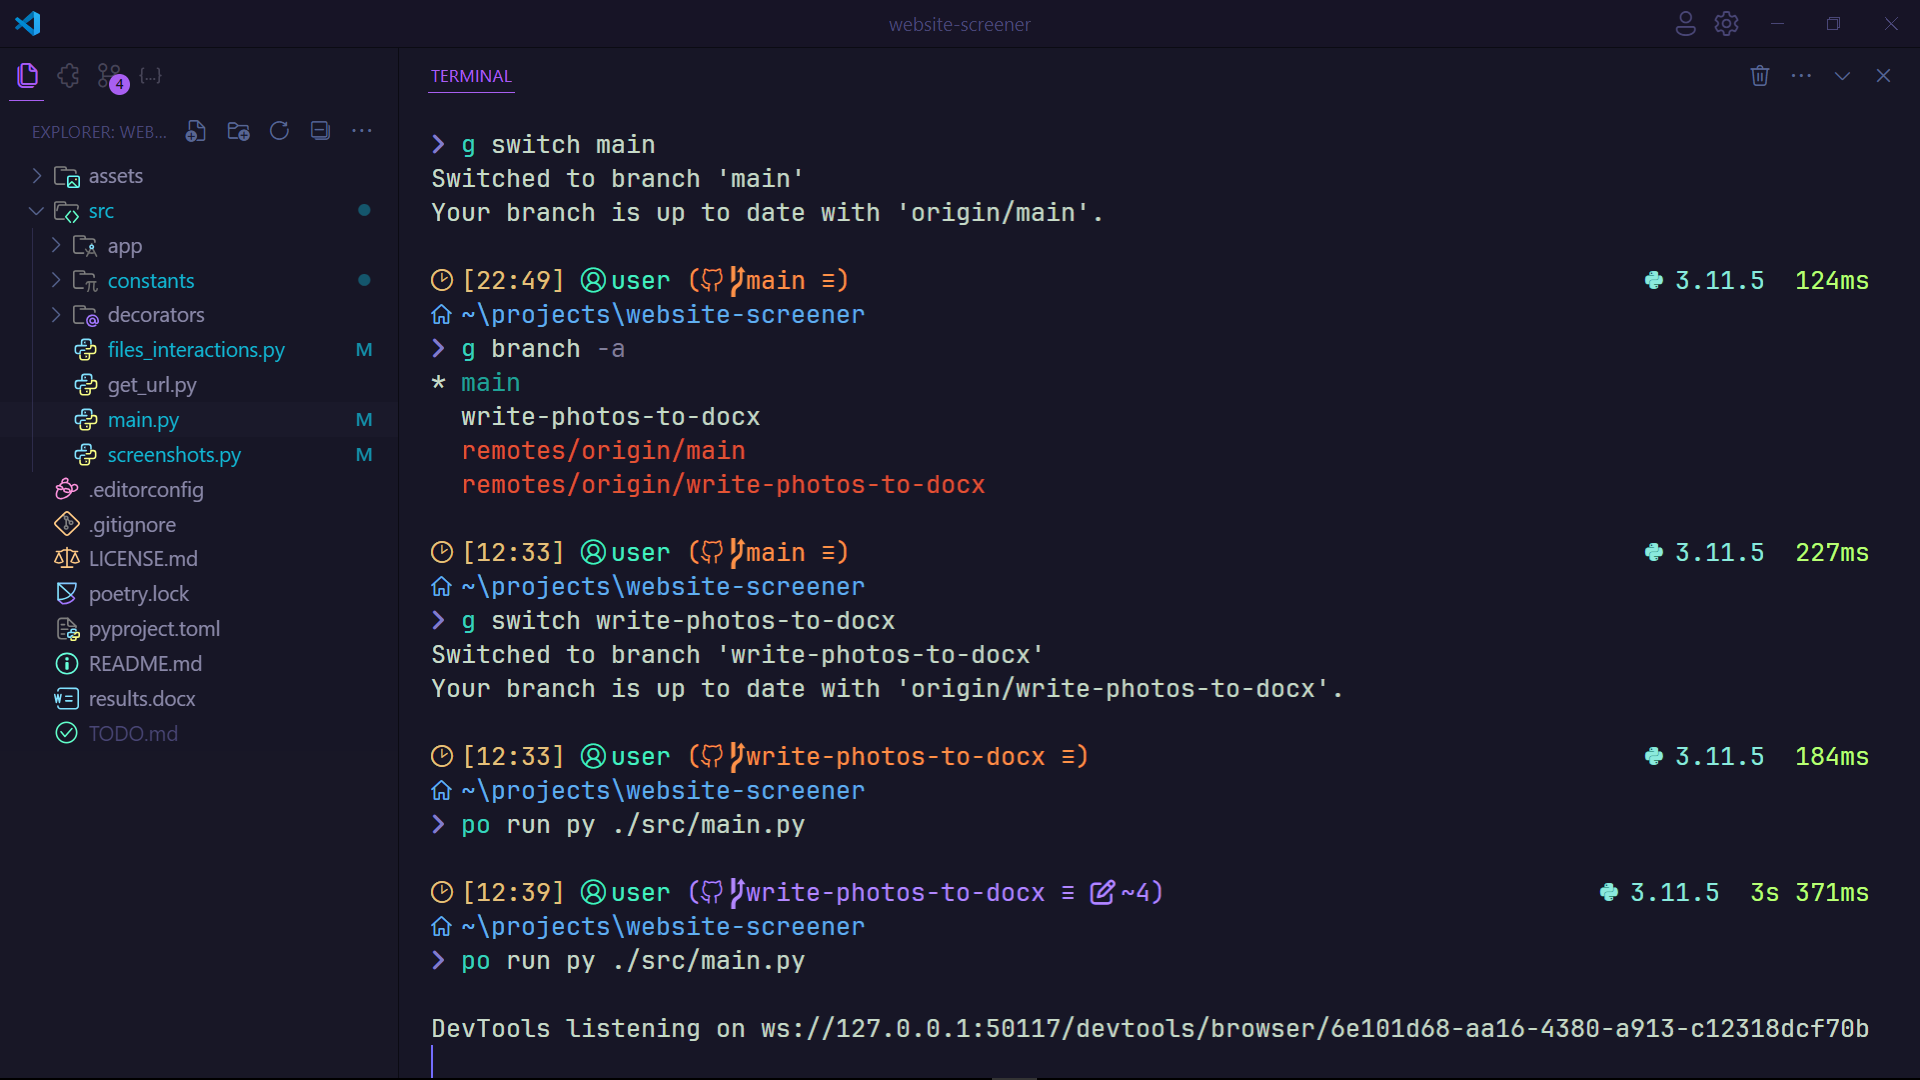 website-screener
4
{...}
EXPLORER: WEB...
assets
src
app
constants
decorators
files_interactions.py M
get_url.py
main.py M
screenshots.py M
.editorconfig
.gitignore
LICENSE.md
poetry.lock
pyproject.toml
README.md
results.docx
TODO.md
TERMINAL
> g switch main
Switched to branch 'main'
Your branch is up to date with 'origin/main'.
[22:49] user (main ≡) 3.11.5 124ms
~\projects\website-screener
> g branch -a
* main
write-photos-to-docx
remotes/origin/main
remotes/origin/write-photos-to-docx
[12:33] user (main ≡) 3.11.5 227ms
~\projects\website-screener
> g switch write-photos-to-docx
Switched to branch 'write-photos-to-docx'
Your branch is up to date with 'origin/write-photos-to-docx'.
[12:33] user (write-photos-to-docx ≡) 3.11.5 184ms
~\projects\website-screener
> po run py ./src/main.py
[12:39] user (write-photos-to-docx ≡ ~4) 3.11.5 3s 371ms
~\projects\website-screener
> po run py ./src/main.py
DevTools listening on ws://127.0.0.1:50117/devtools/browser/6e101d68-aa16-4380-a913-c12318dcf70b